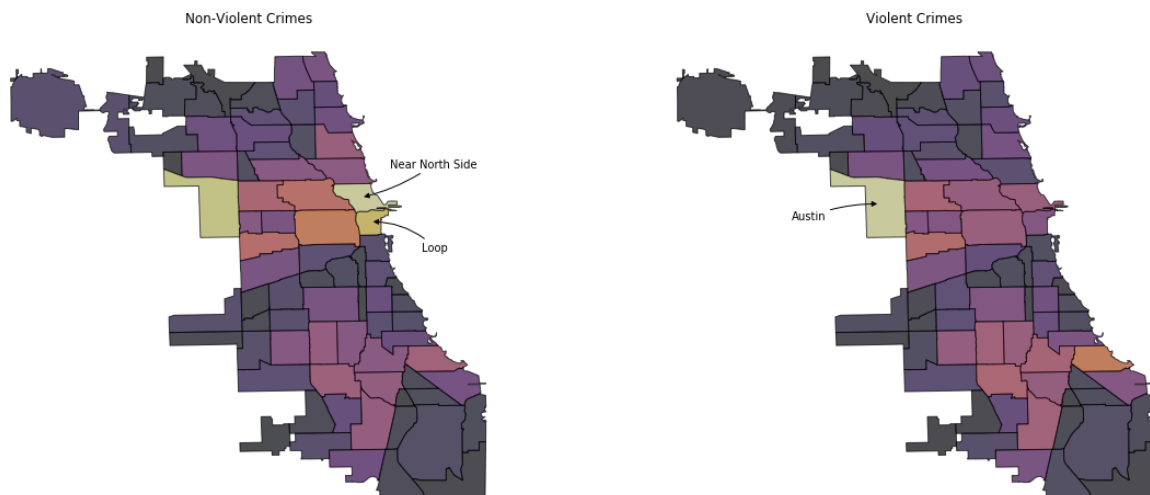 Non-Violent Crimes
Violent Crimes
Near North Side
Loop
Austin